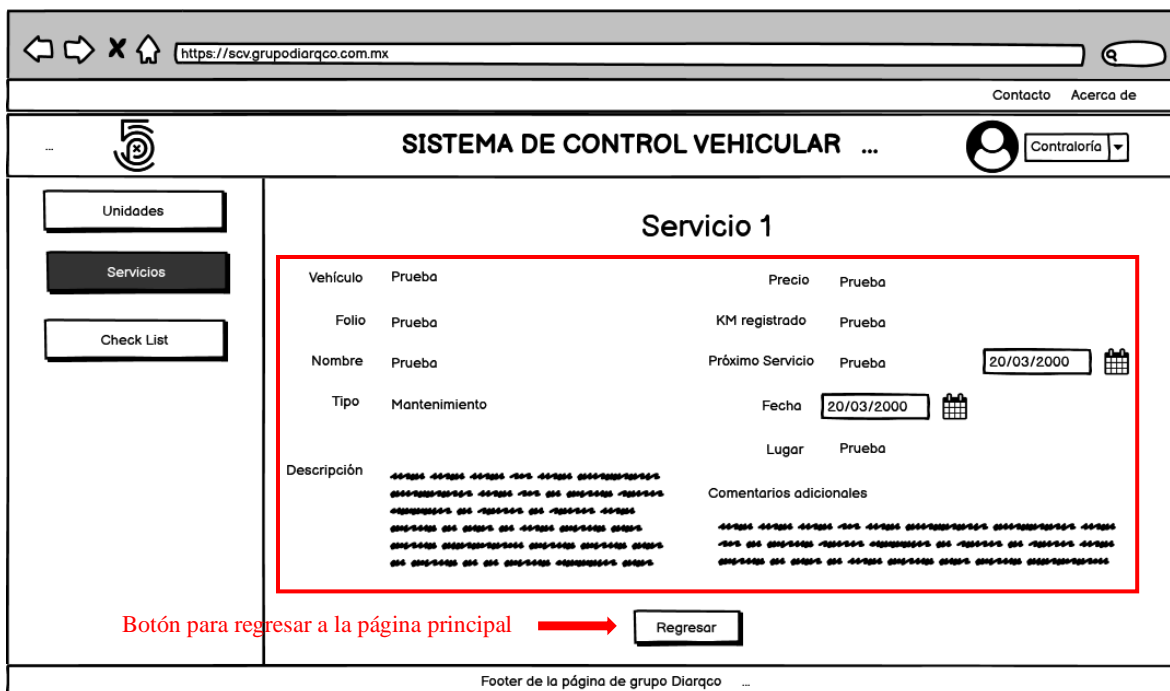 https://scv.grupodiarqco.com.mx
Contacto Acerca de
... SISTEMA DE CONTROL VEHICULAR ... Contraloría
Unidades
Servicios
Check List
Servicio 1
Vehículo Prueba Precio Prueba
Folio Prueba KM registrado Prueba
Nombre Prueba Próximo Servicio Prueba 20/03/2000
Tipo Mantenimiento Fecha 20/03/2000
Lugar Prueba
Descripción
Comentarios adicionales
Botón para regresar a la página principal Regresar
Footer de la página de grupo Diarqco ...